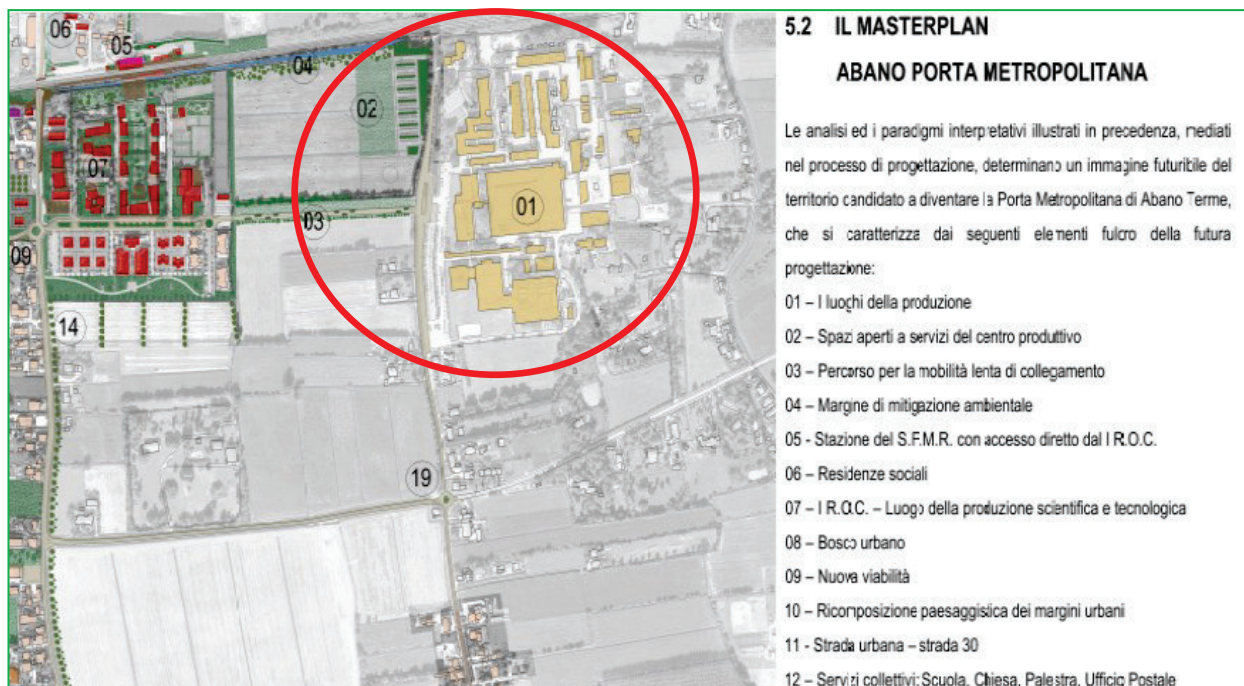 06
05
04
02
07
01
03
09
14
19
5.2 IL MASTERPLAN
ABANO PORTA METROPOLITANA
Le analisi ed i paradigmi interpretativi illustrati in precedenza, mediati
nel processo di progettazione, determinano un immagine futuribile del
territorio candidato a diventare la Porta Metropolitana di Abano Terme,
che si caratterizza dai seguenti elementi fulcro della futura
progettazione:
01 – I luoghi della produzione
02 – Spazi aperti a servizi del centro produttivo
03 – Percorso per la mobilità lenta di collegamento
04 – Margine di mitigazione ambientale
05 - Stazione del S.F.M.R. con accesso diretto dal I R.O.C.
06 – Residenze sociali
07 – I R.O.C. – Luogo della produzione scientifica e tecnologica
08 – Bosco urbano
09 – Nuova viabilità
10 – Ricomposizione paesaggistica dei margini urbani
11 - Strada urbana – strada 30
12 – Servizi collettivi: Scuola, Chiesa, Palestra, Ufficio Postale